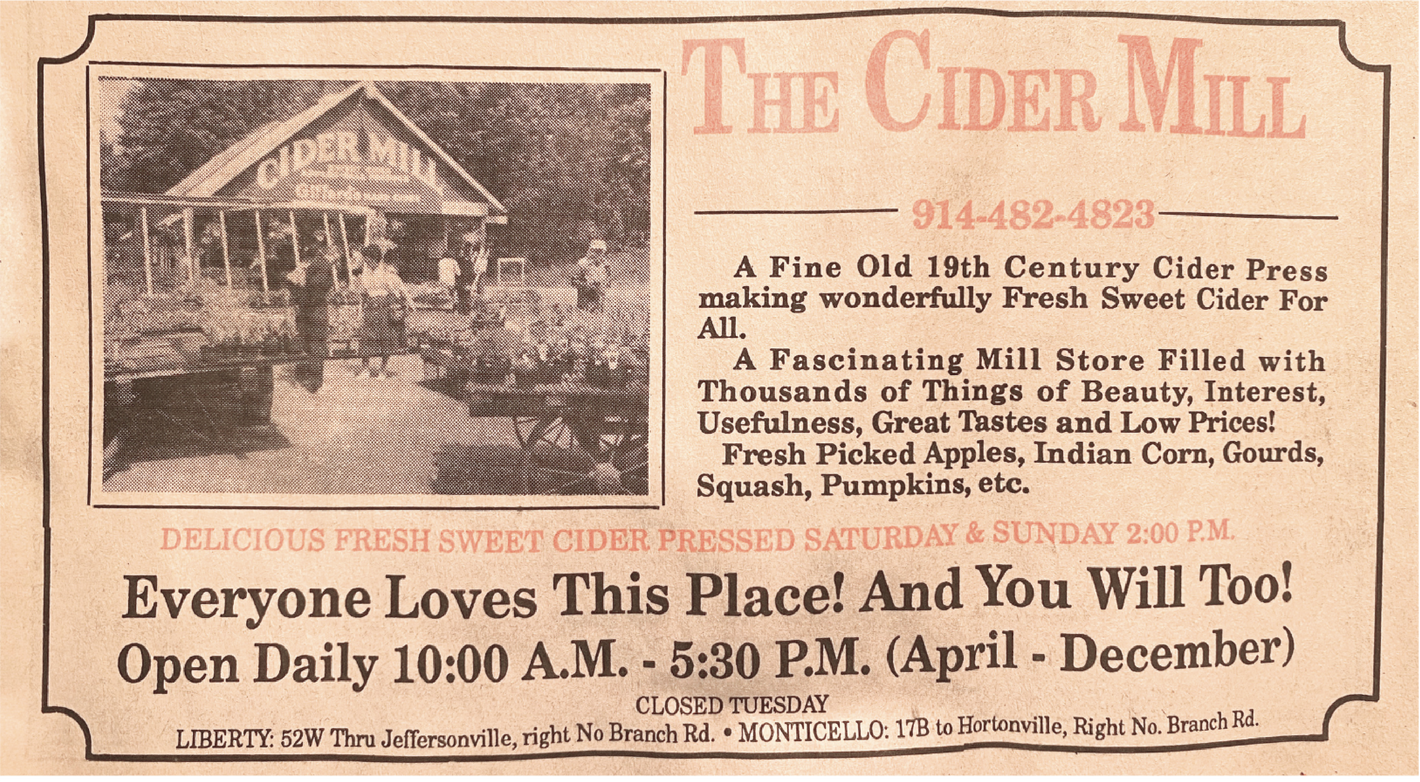 CIDER MILL
THE CIDER MILL
914-482-4823
A Fine Old 19th Century Cider Press
making wonderfully Fresh Sweet Cider For
All.
A Fascinating Mill Store Filled with
Thousands of Things of Beauty, Interest,
Usefulness, Great Tastes and Low Prices!
Fresh Picked Apples, Indian Corn, Gourds,
Squash, Pumpkins, etc.
DELICIOUS FRESH SWEET CIDER PRESSED SATURDAY & SUNDAY 2:00 P.M.
Everyone Loves This Place! And You Will Too!
Open Daily 10:00 A.M. - 5:30 P.M. (April - December)
CLOSED TUESDAY
LIBERTY: 52W Thru Jeffersonville, right No Branch Rd. • MONTICELLO: 17B to Hortonville, Right No. Branch Rd.